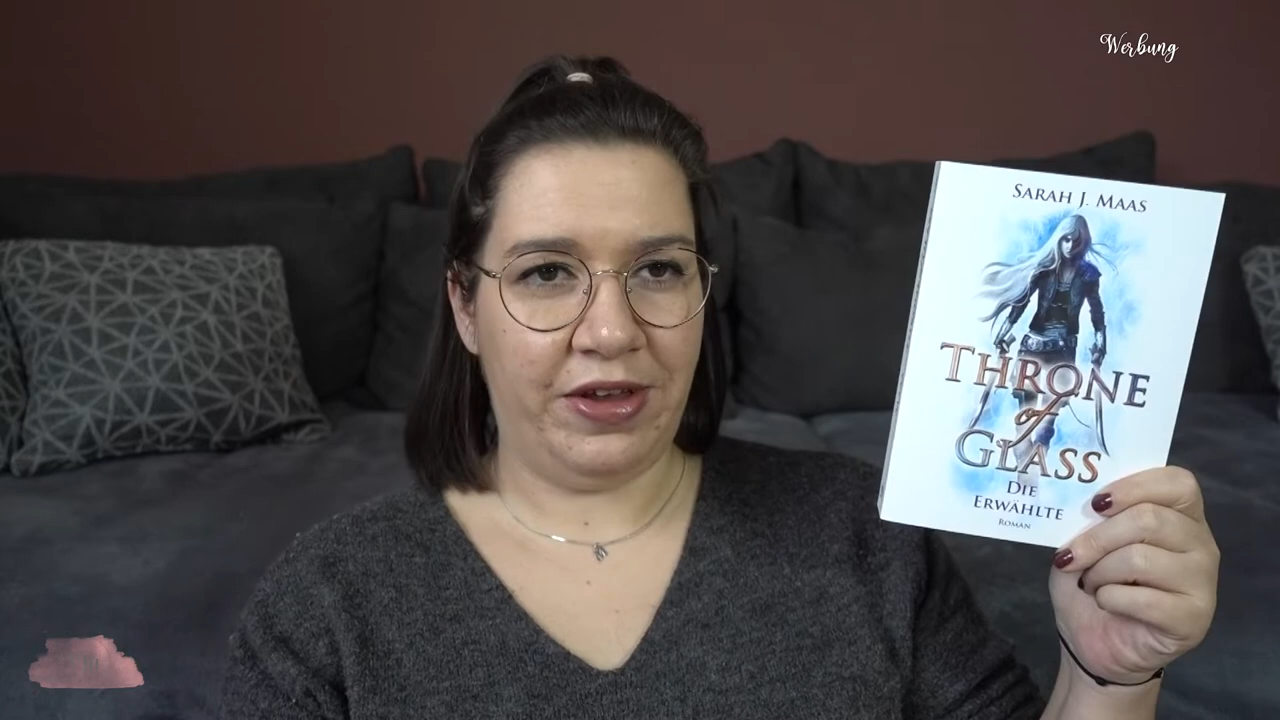 Werbung
SARAH J. MAAS
THRONE
of
GLASS
DIE
ERWÄHLTE
ROMAN